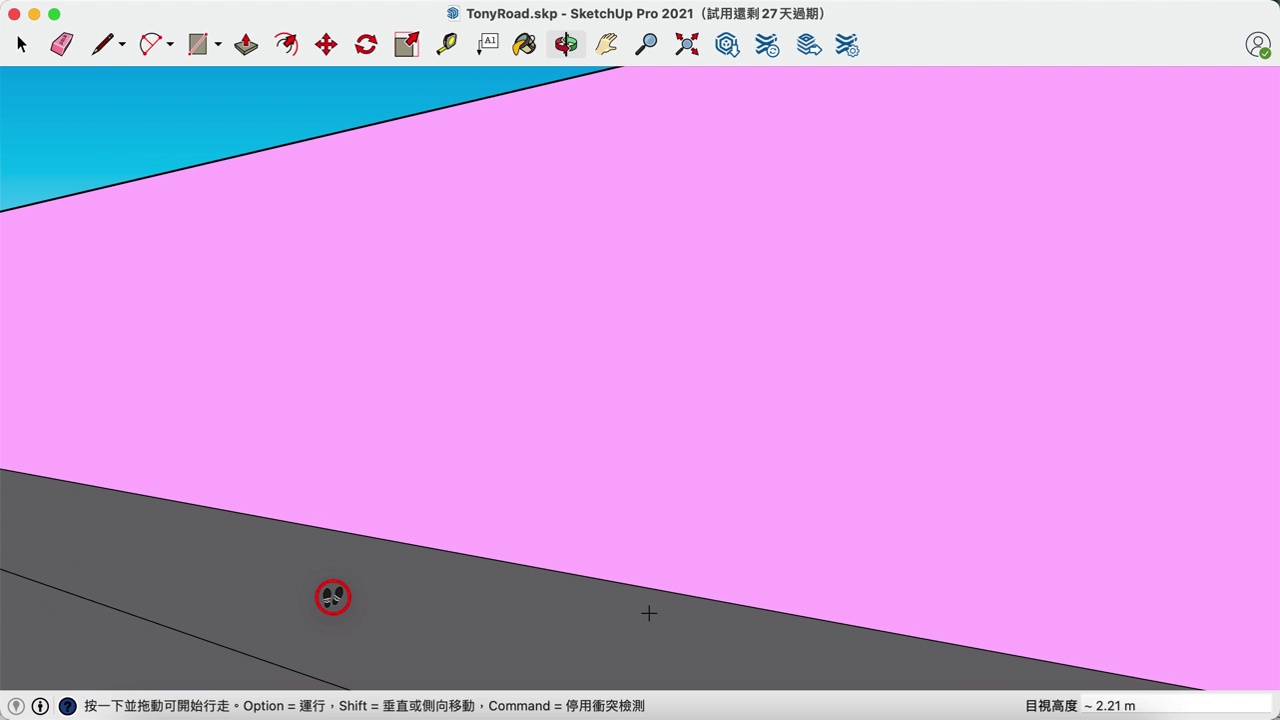 TonyRoad.skp - SketchUp Pro 2021（試用還剩 27 天過期）
A1
按一下並拖動可開始行走。Option = 運行，Shift = 垂直或側向移動，Command = 停用衝突檢測
目視高度 ~ 2.21 m